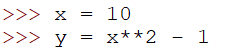 >>> x = 10
>>> y = x**2 - 1